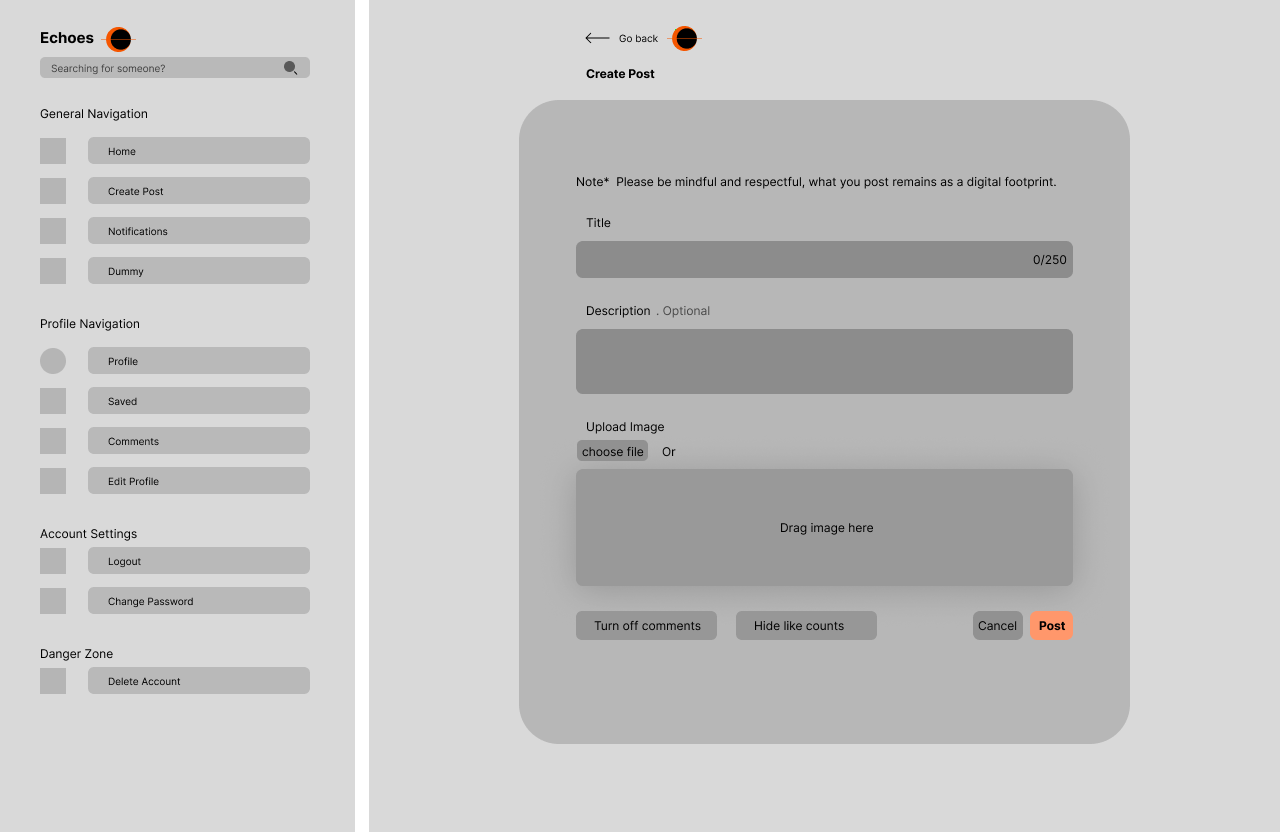 Echoes
Searching for someone?
General Navigation
Home
Create Post
Notifications
Dummy
Profile Navigation
Profile
Saved
Comments
Edit Profile
Account Settings
Logout
Change Password
Danger Zone
Delete Account
Go back
Create Post
Note*  Please be mindful and respectful, what you post remains as a digital footprint.
Title
0/250
Description . Optional
Upload Image
choose file Or
Drag image here
Turn off comments Hide like counts Cancel Post